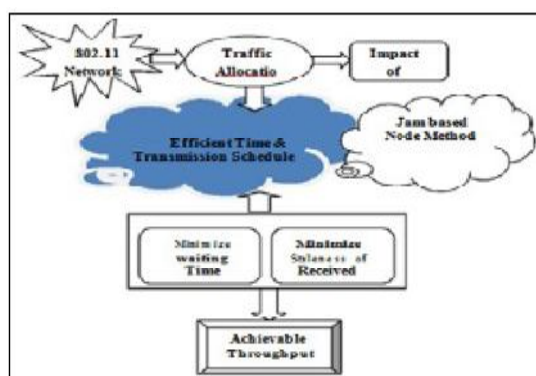 802.11
Network
Traffic
Allocatio
Impact
of
Efficient Time &
Transmission Schedule
Jam based
Node Method
Minimize
waiting
Time
Minimize
Stalaness of
Received
Achievable
Throughput